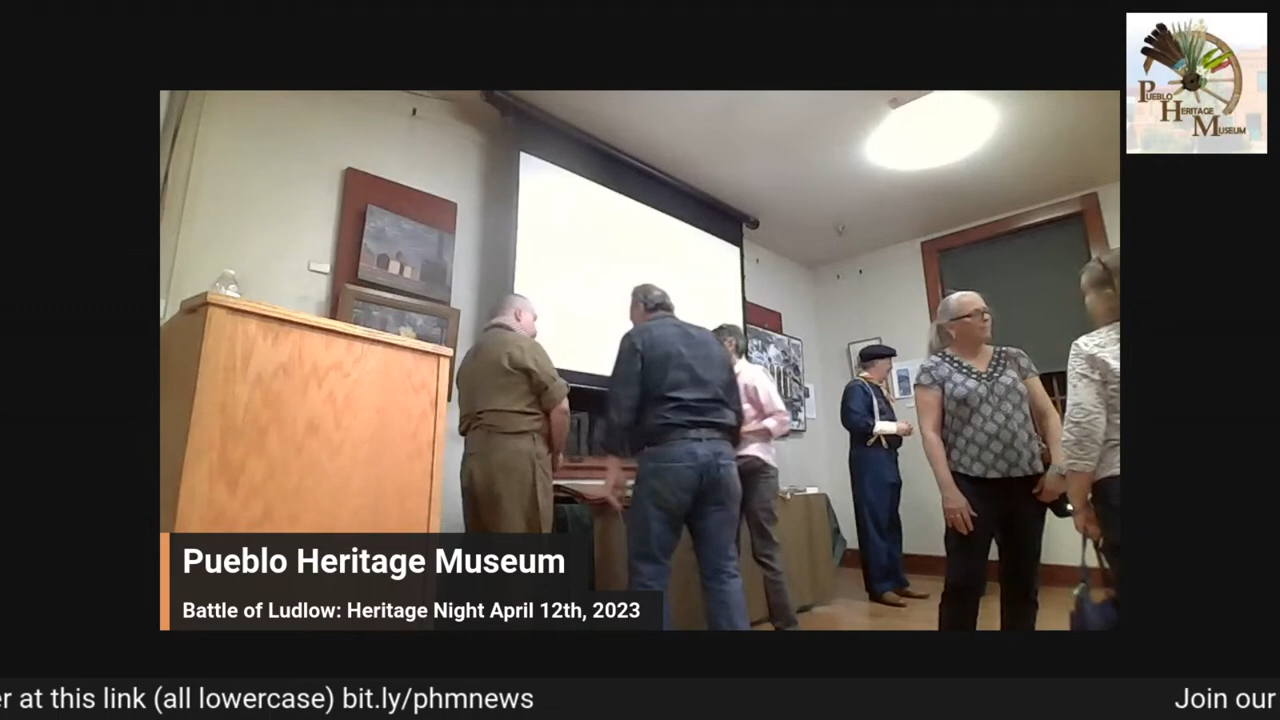 Pueblo
Heritage
Museum
Pueblo Heritage Museum
Battle of Ludlow: Heritage Night April 12th, 2023
er at this link (all lowercase) bit.ly/phmnews
Join our